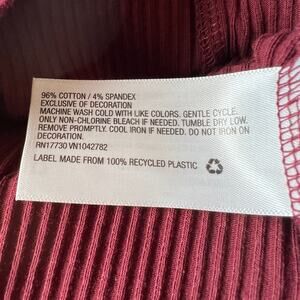 96% COTTON / 4% SPANDEX
EXCLUSIVE OF DECORATION
MACHINE WASH COLD WITH LIKE COLORS. GENTLE CYCLE.
ONLY NON-CHLORINE BLEACH IF NEEDED. TUMBLE DRY LOW.
REMOVE PROMPTLY. COOL IRON IF NEEDED. DO NOT IRON ON
DECORATION.
RN17730 VN1042782
LABEL MADE FROM 100% RECYCLED PLASTIC